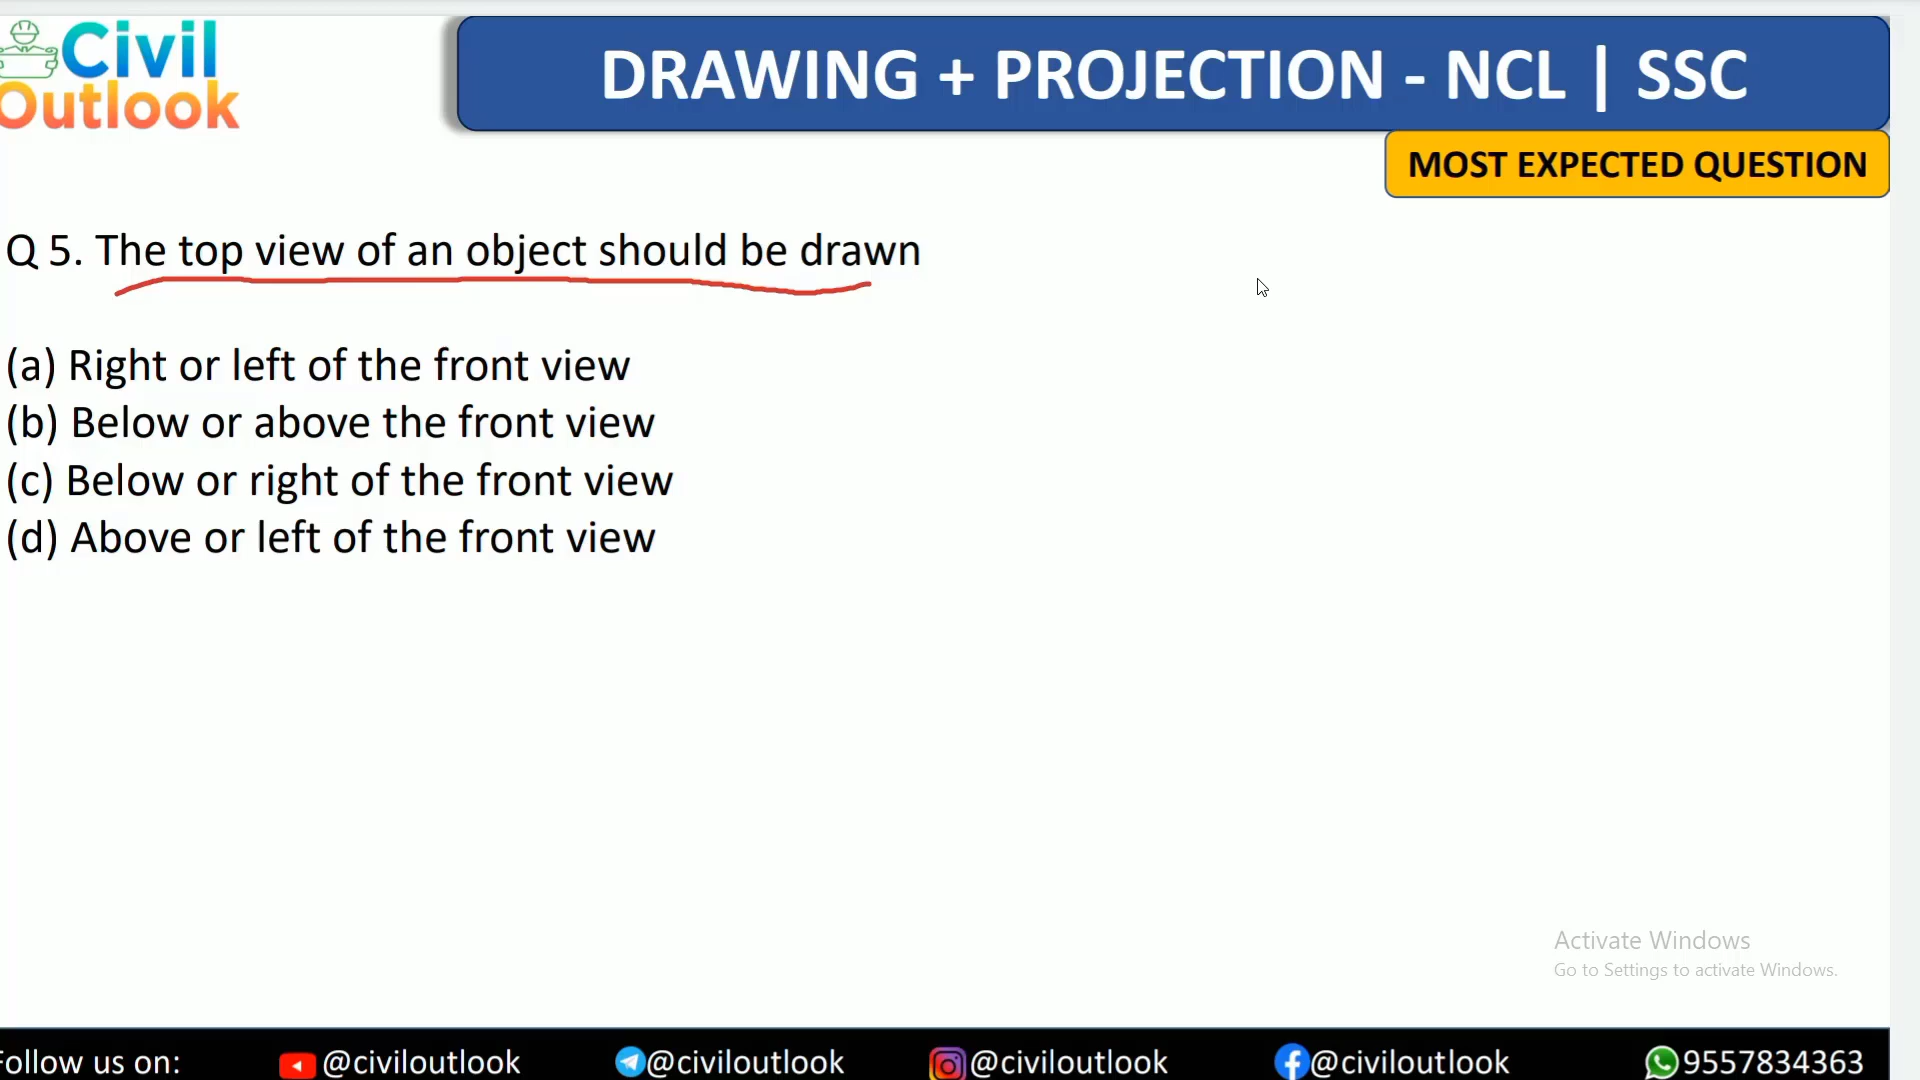 Civil
Outlook
DRAWING + PROJECTION - NCL | SSC
MOST EXPECTED QUESTION
Q 5. The top view of an object should be drawn
(a) Right or left of the front view
(b) Below or above the front view
(c) Below or right of the front view
(d) Above or left of the front view
Activate Windows
Go to Settings to activate Windows.
Follow us on: @civiloutlook @civiloutlook @civiloutlook @civiloutlook 9557834363